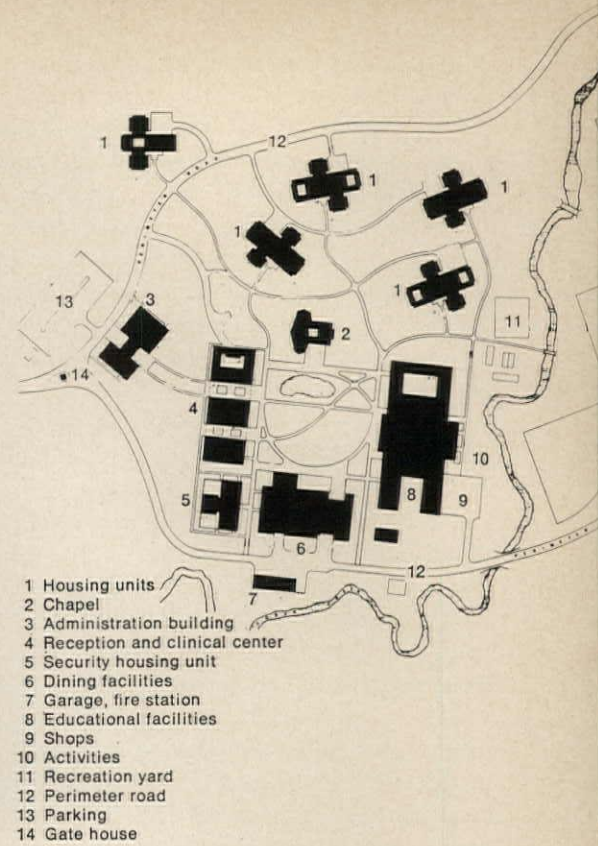 1
12
1
1
1
1
13
3
11
2
14
4
10
5
8
9
6
12
7
1 Housing units
2 Chapel
3 Administration building
4 Reception and clinical center
5 Security housing unit
6 Dining facilities
7 Garage, fire station
8 Educational facilities
9 Shops
10 Activities
11 Recreation yard
12 Perimeter road
13 Parking
14 Gate house